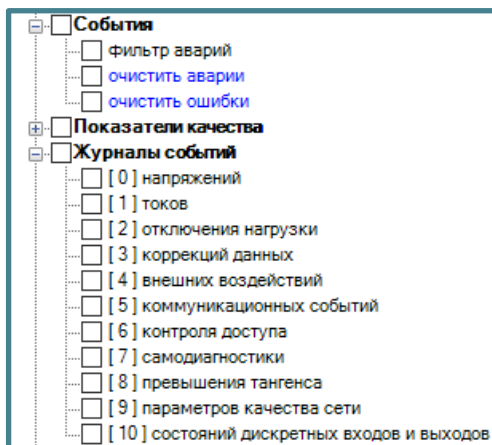 События
фильтр аварий
очистить аварии
очистить ошибки
Показатели качества
Журналы событий
[ 0 ] напряжений
[ 1 ] токов
[ 2 ] отключения нагрузки
[ 3 ] коррекций данных
[ 4 ] внешних воздействий
[ 5 ] коммуникационных событий
[ 6 ] контроля доступа
[ 7 ] самодиагностики
[ 8 ] превышения тангенса
[ 9 ] параметров качества сети
[ 10 ] состояний дискретных входов и выходов